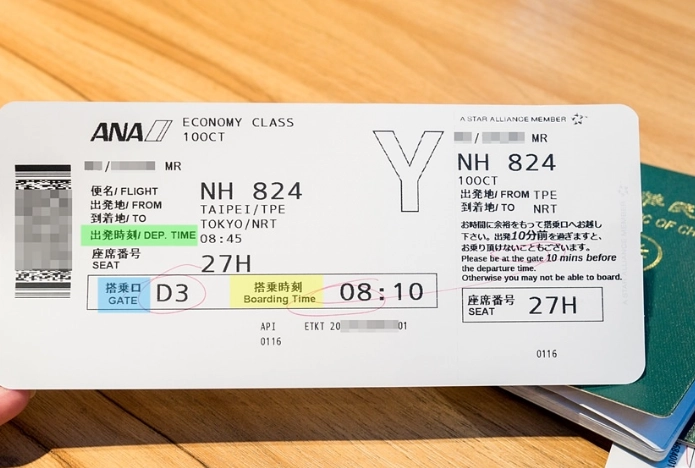 ANA
ECONOMY CLASS
10OCT
MR
便名/ FLIGHT NH 824
出発地/ FROM TAIPEI/TPE
到着地/ TO TOKYO/NRT
出発時刻/ DEP. TIME 08:45
座席番号
SEAT 27H
搭乗口
GATE D3
搭乗時刻
Boarding Time 08:10
API ETKT 20 01
0116
Y
A STAR ALLIANCE MEMBER
MR
NH 824
10OCT
出発地/ FROM TPE
到着地/ TO NRT
お時間に余裕をもって搭乗口へお越し
下さい。出発10分前を過ぎますと、
お乗り頂けないこともございます。
Please be at the gate 10 mins before
the departure time.
Otherwise you may not be able to board.
座席番号
SEAT 27H
0116
OF CH